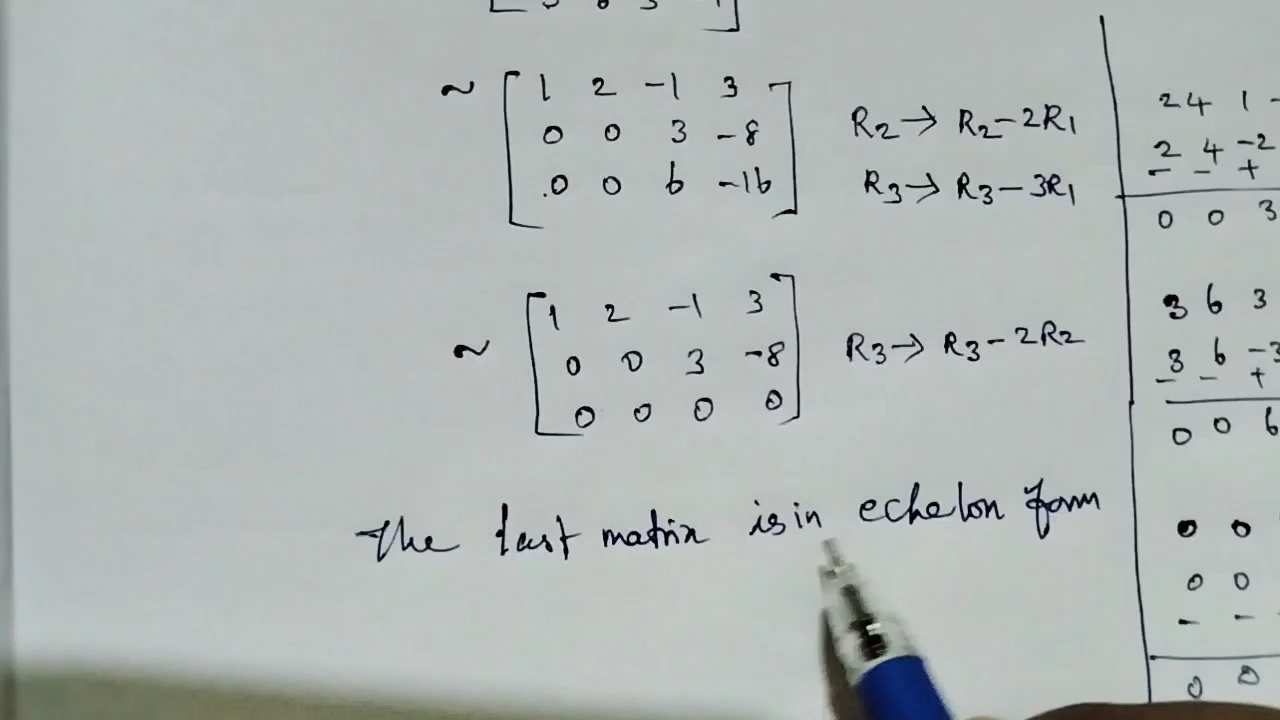 ~ [ 1 2 -1 3 ]
0 0 3 -8 R2 → R2 - 2R1
0 0 6 -16 R3 → R3 - 3R1
~ [ 1 2 -1 3 ]
0 0 3 -8 R3 → R3 - 2R2
0 0 0 0
The last matrix is in echelon form
2 4 1 -
2 4 -2
- - +
0 0 3
3 6 3
3 6 -3
- - +
0 0 6
0 0
0 0
- -
0 0